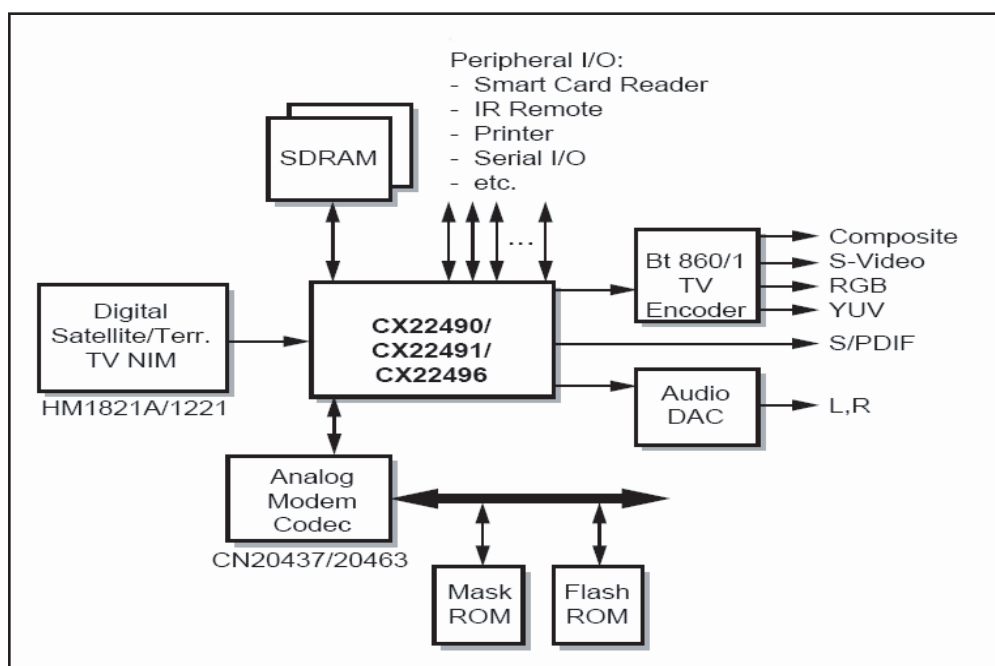 Peripheral I/O:
- Smart Card Reader
- IR Remote
- Printer
- Serial I/O
- etc.
SDRAM
...
Digital
Satellite/Terr.
TV NIM
HM1821A/1221
CX22490/
CX22491/
CX22496
Bt 860/1
TV
Encoder
Composite
S-Video
RGB
YUV
S/PDIF
Audio
DAC
L,R
Analog
Modem
Codec
CN20437/20463
Mask
ROM
Flash
ROM